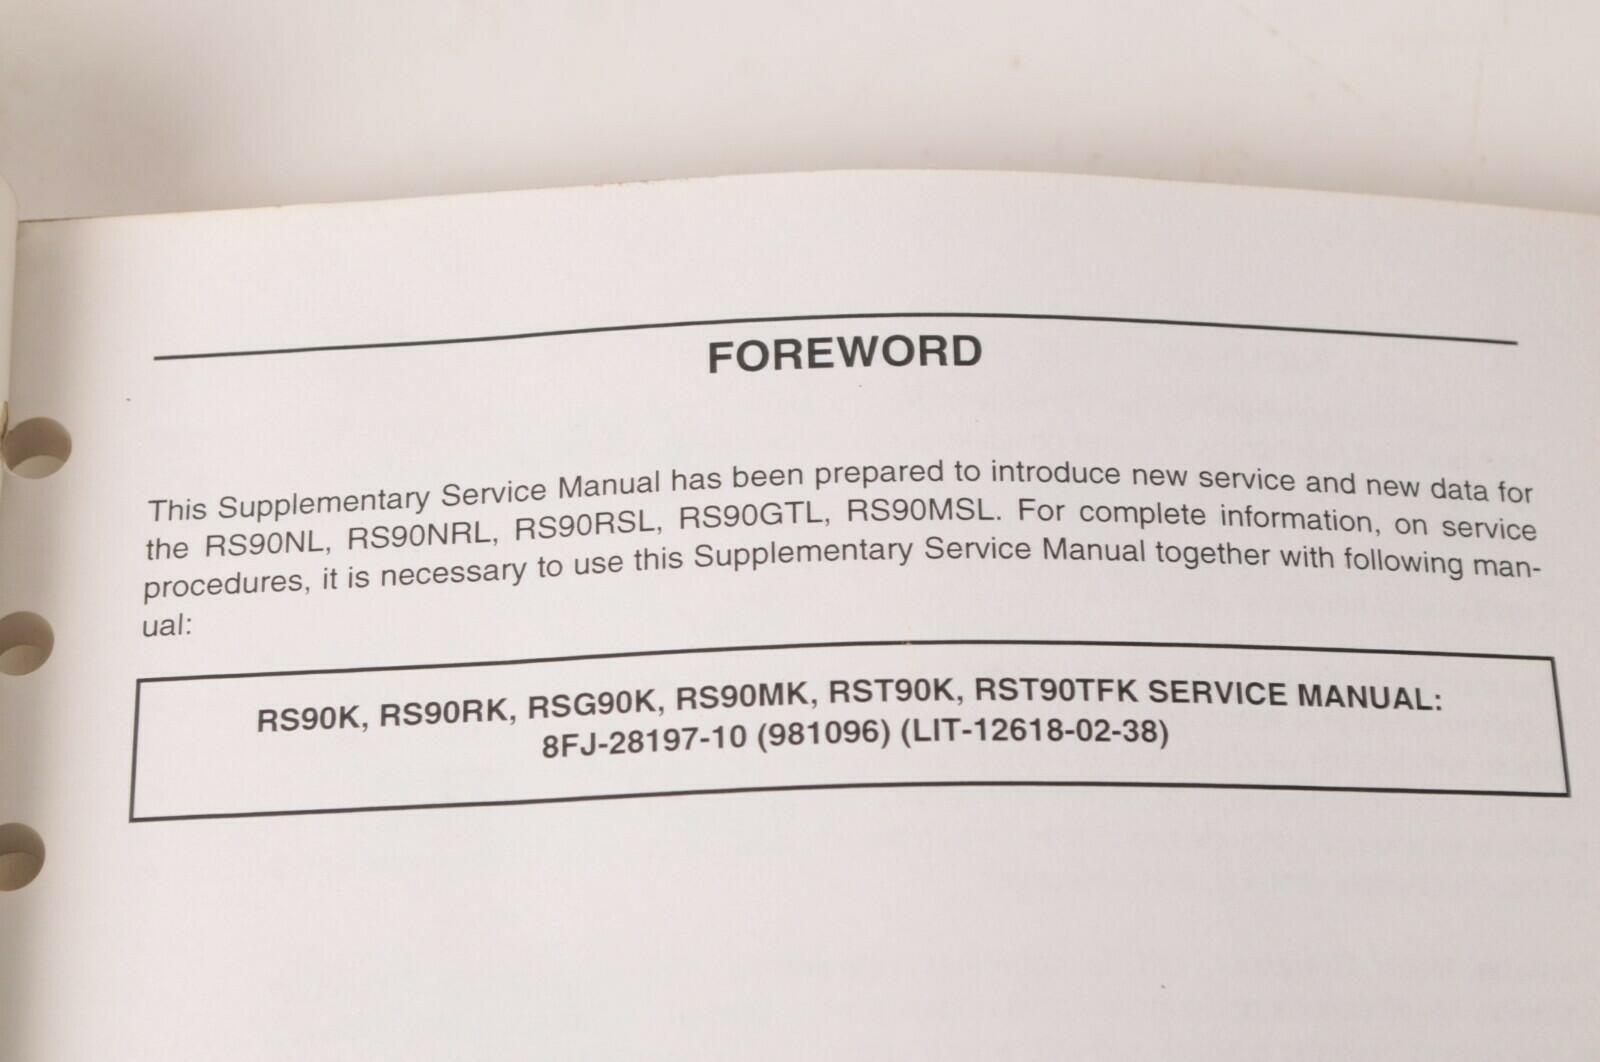 FOREWORD
This Supplementary Service Manual has been prepared to introduce new service and new data for
the RS90NL, RS90NRL, RS90RSL, RS90GTL, RS90MSL. For complete information, on service
procedures, it is necessary to use this Supplementary Service Manual together with following man-
ual:
RS90K, RS90RK, RSG90K, RS90MK, RST90K, RST90TFK SERVICE MANUAL:
8FJ-28197-10 (981096) (LIT-12618-02-38)